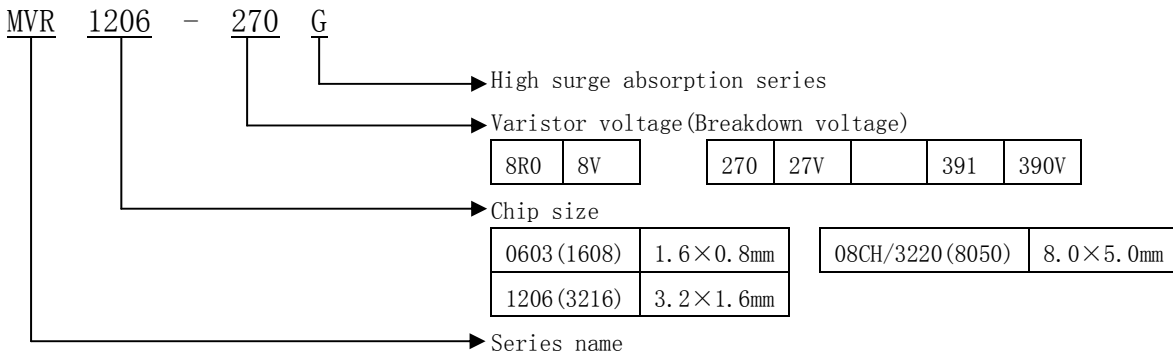 MVR 1206 - 270 G
High surge absorption series
Varistor voltage(Breakdown voltage)
8R0 8V 270 27V 391 390V
Chip size
0603(1608) 1.6×0.8mm 08CH/3220(8050) 8.0×5.0mm
1206(3216) 3.2×1.6mm
Series name